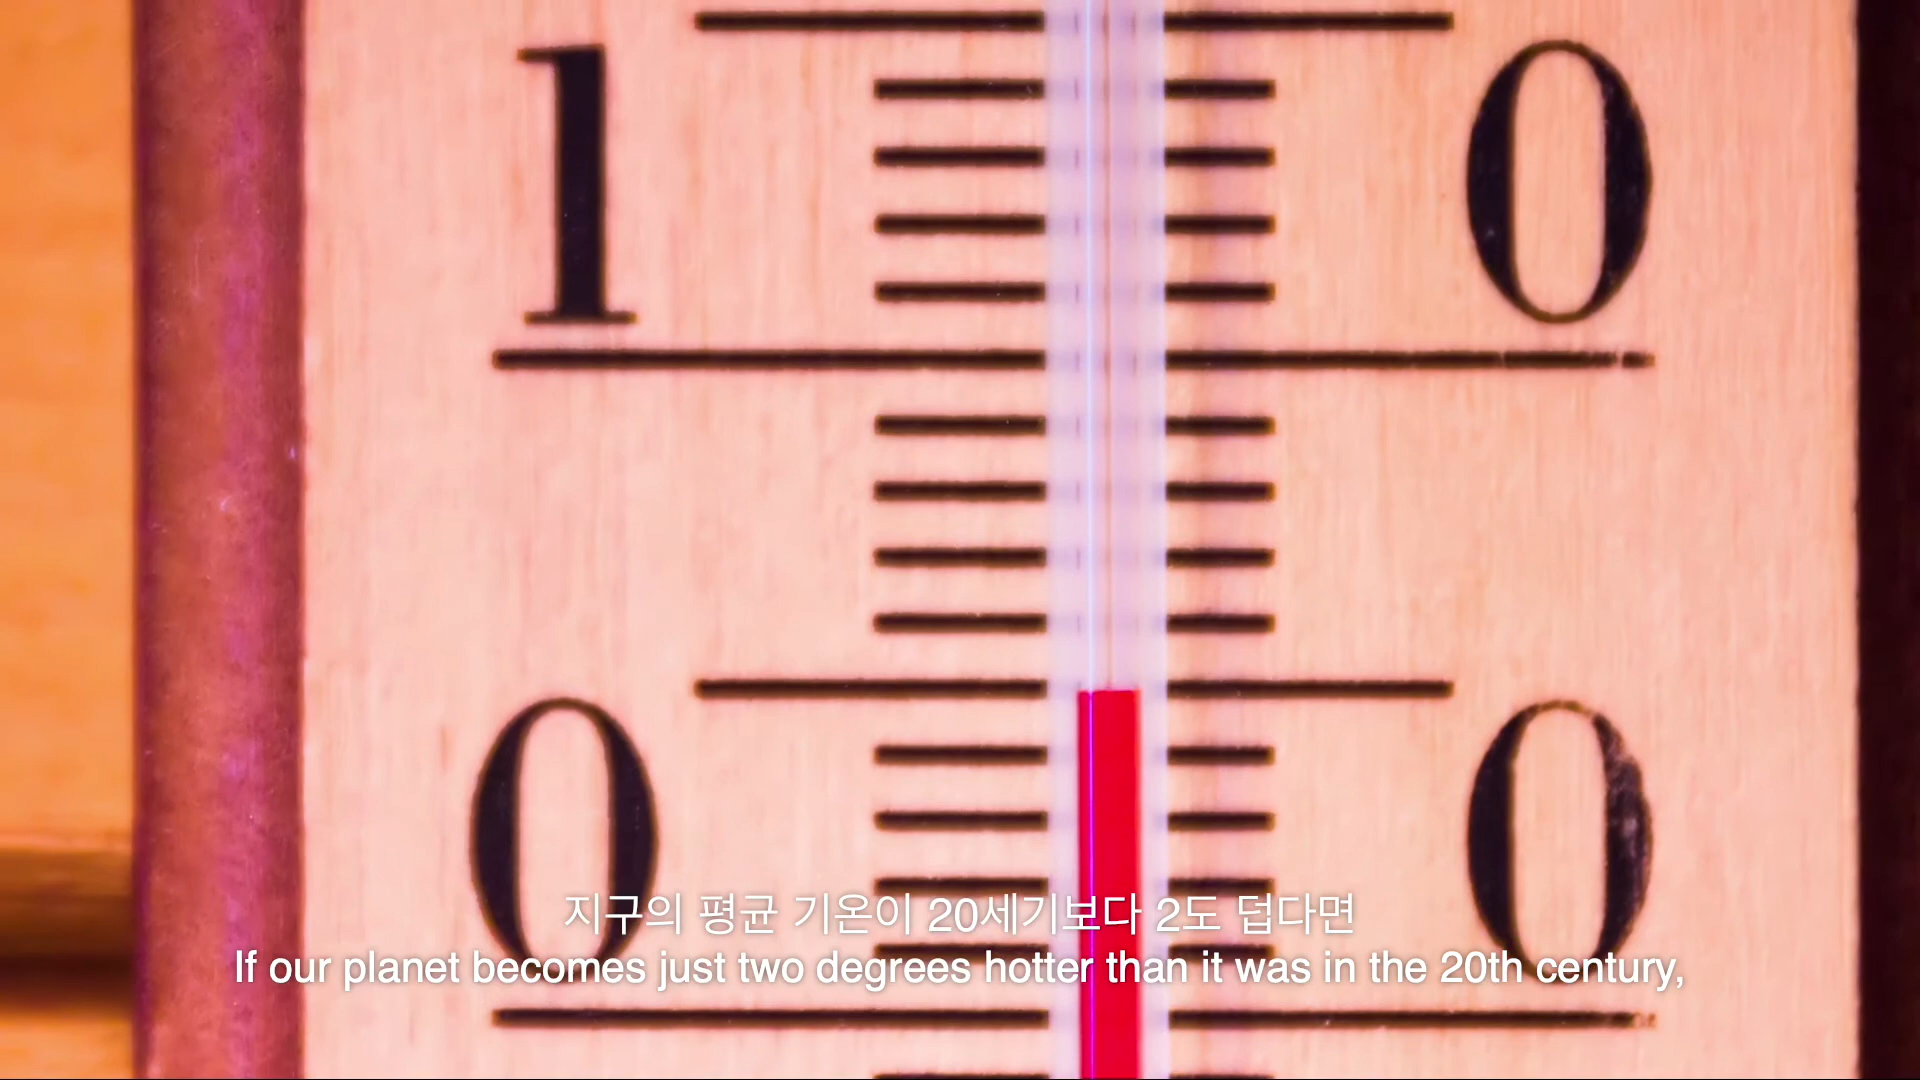 1 0
0 0
지구의 평균 기온이 20세기보다 2도 덥다면
If our planet becomes just two degrees hotter than it was in the 20th century,